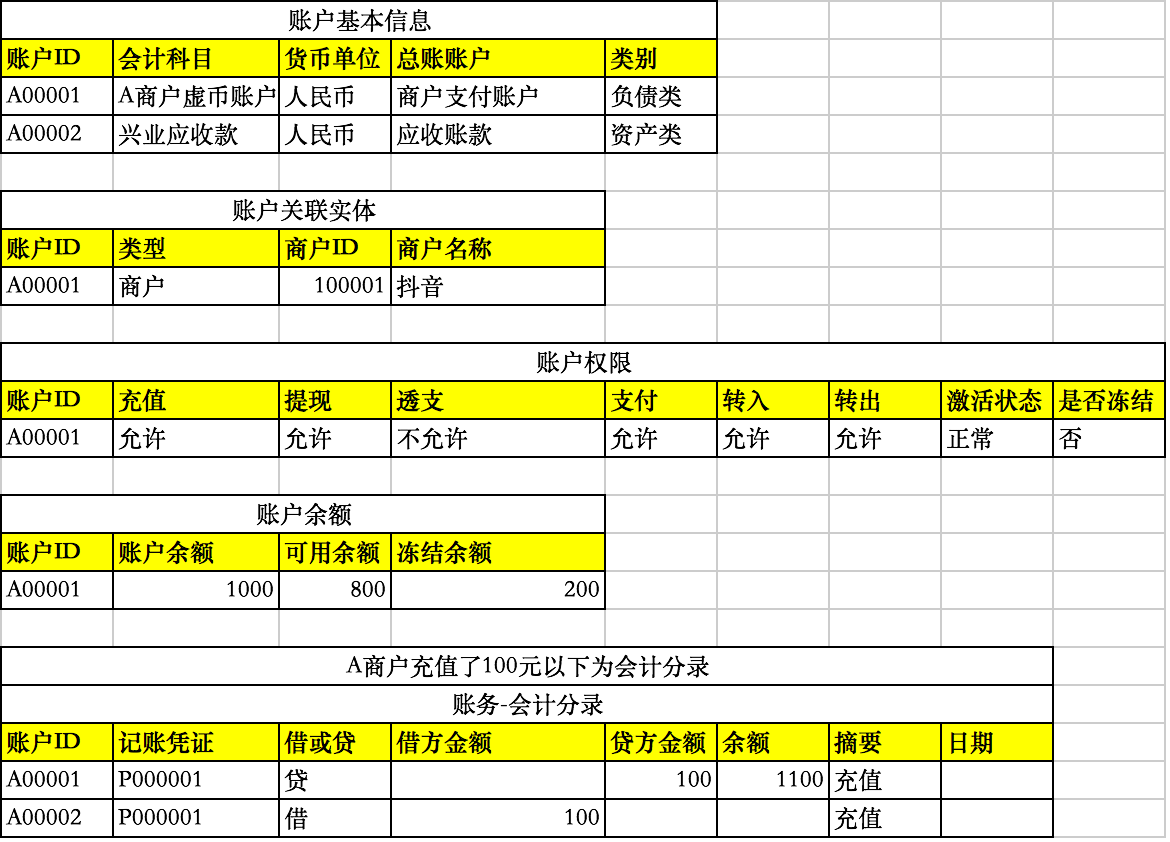 账户基本信息
账户ID 会计科目 货币单位 总账账户 类别
A00001 A商户虚币账户 人民币 商户支付账户 负债类
A00002 兴业应收款 人民币 应收账款 资产类
账户关联实体
账户ID 类型 商户ID 商户名称
A00001 商户 100001 抖音
账户权限
账户ID 充值 提现 透支 支付 转入 转出 激活状态 是否冻结
A00001 允许 允许 不允许 允许 允许 允许 正常 否
账户余额
账户ID 账户余额 可用余额 冻结余额
A00001 1000 800 200
A商户充值了100元以下为会计分录
账务-会计分录
账户ID 记账凭证 借或贷 借方金额 贷方金额 余额 摘要 日期
A00001 P000001 贷 100 1100 充值
A00002 P000001 借 100 充值